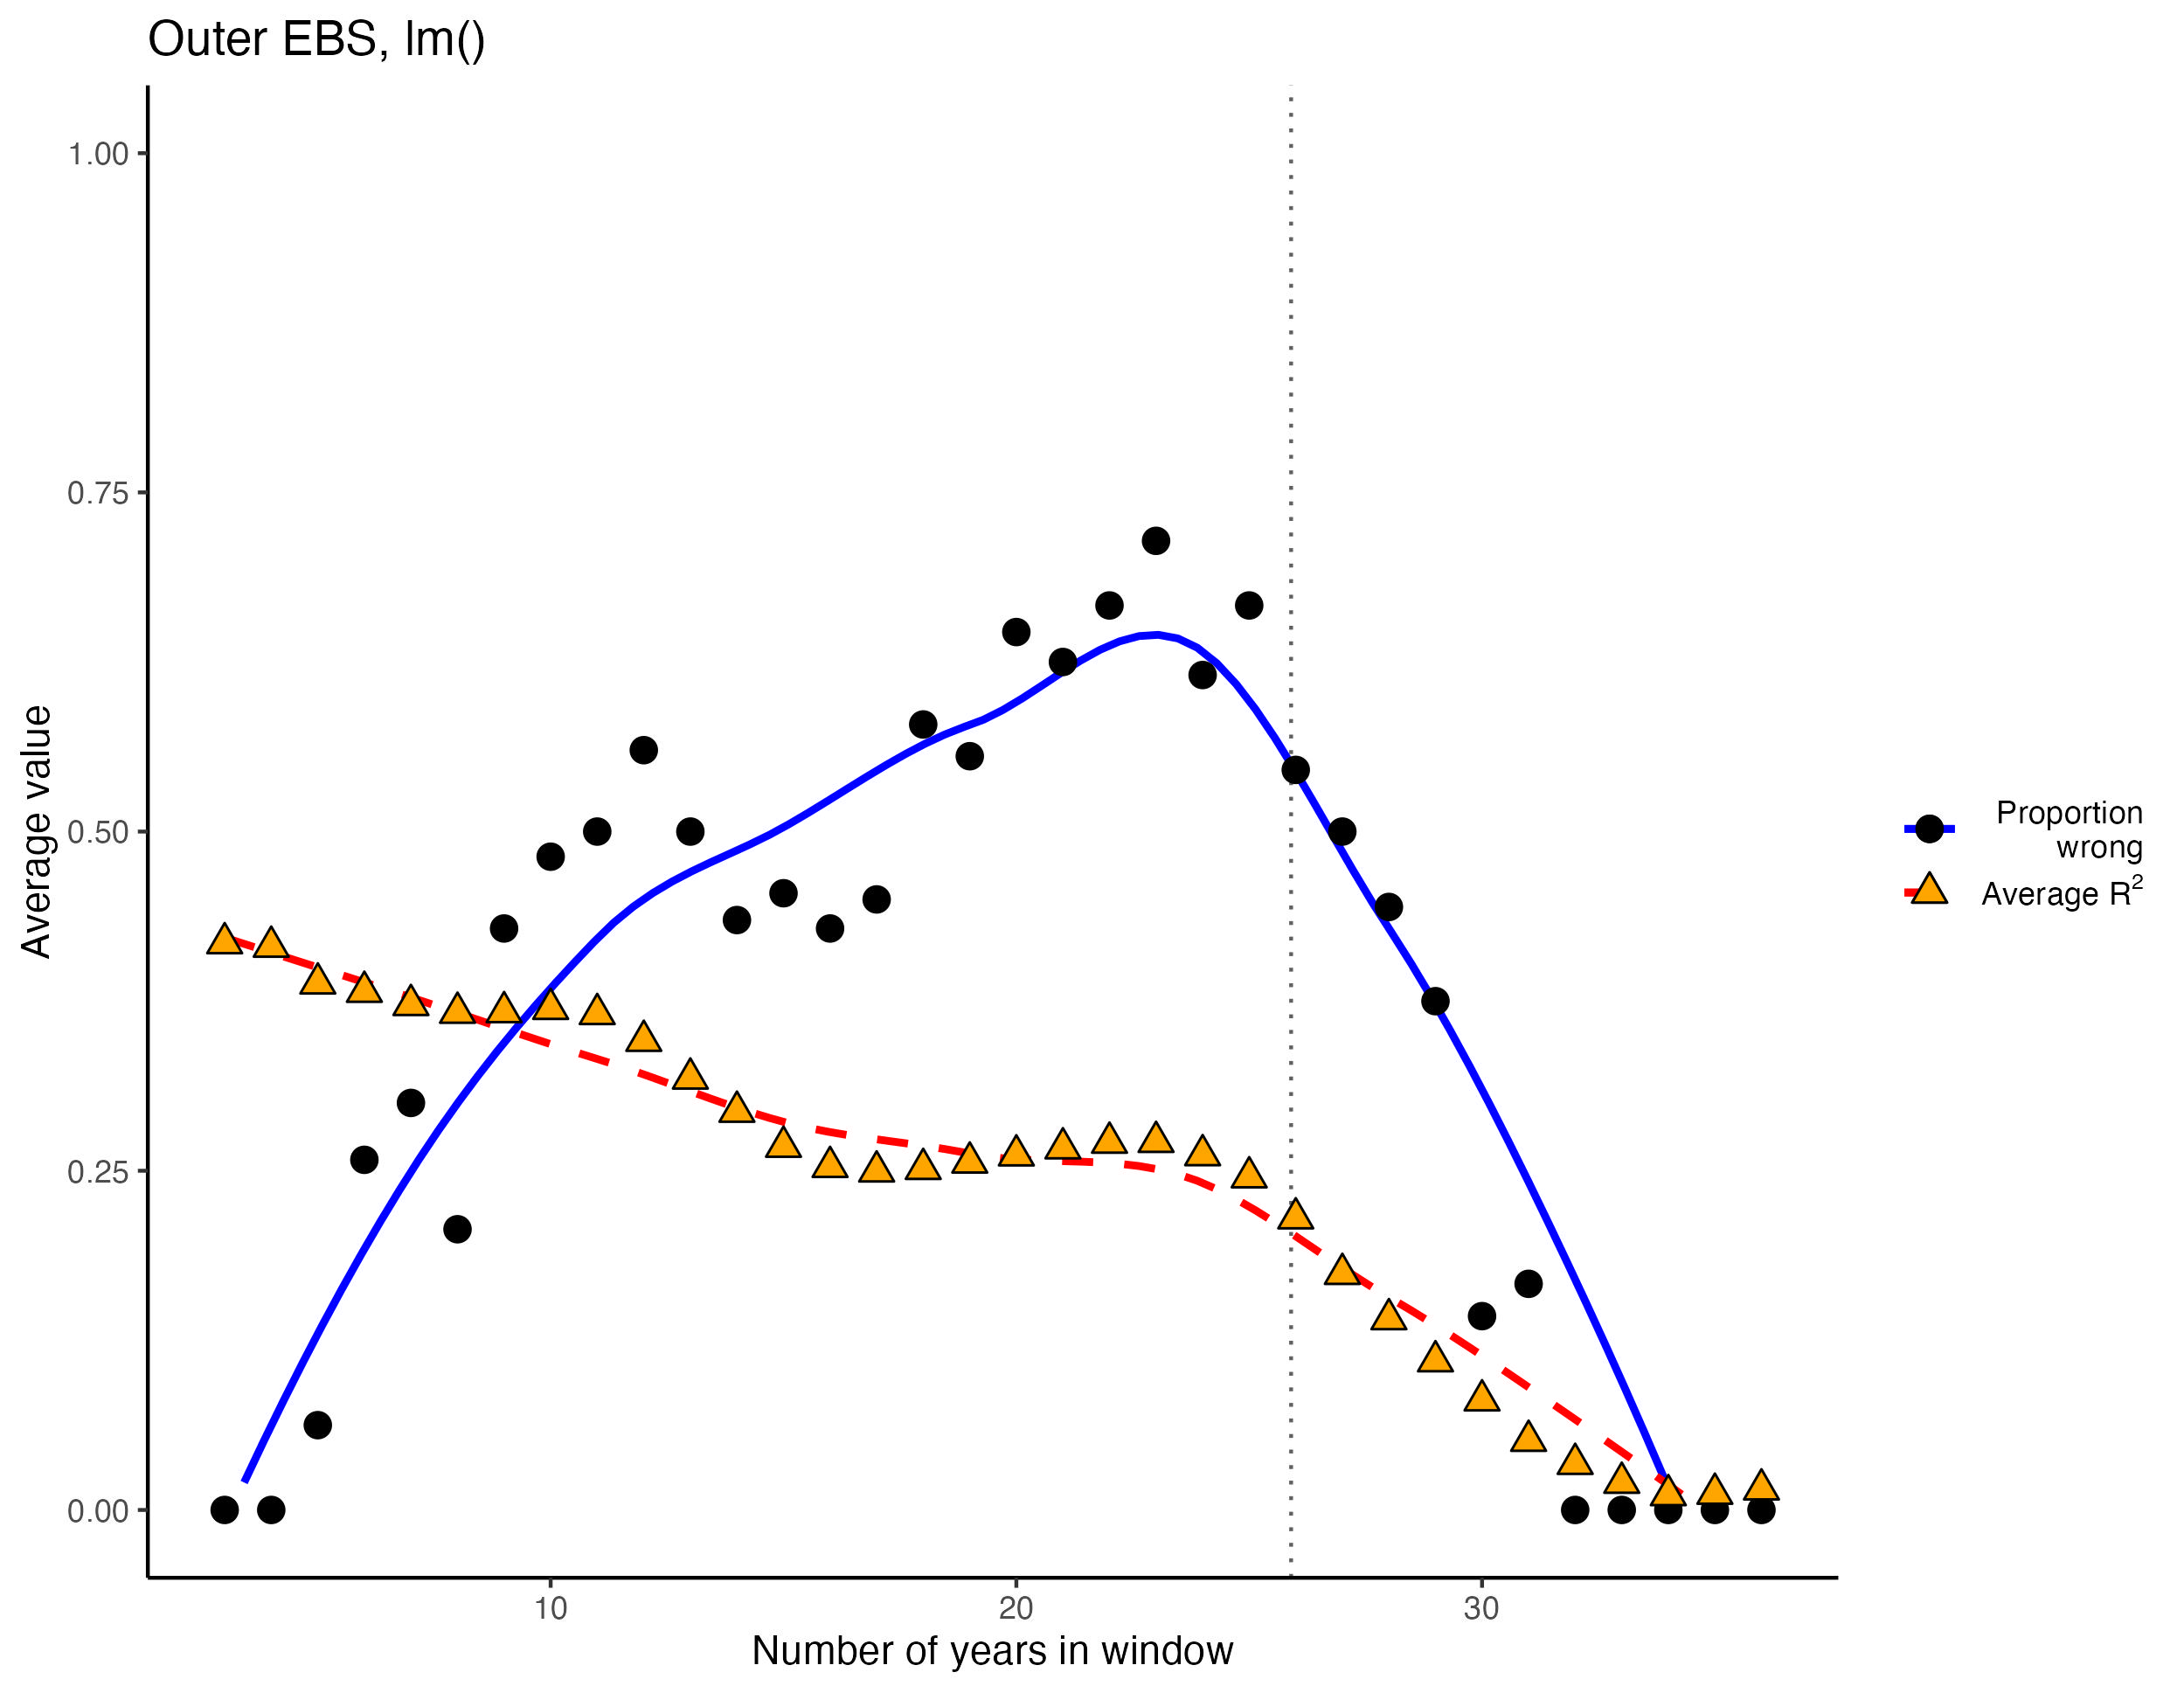 Outer EBS, lm()
1.00
0.75
0.50
0.25
0.00
Average value
10 20 30
Number of years in window
Proportion
wrong
Average R²